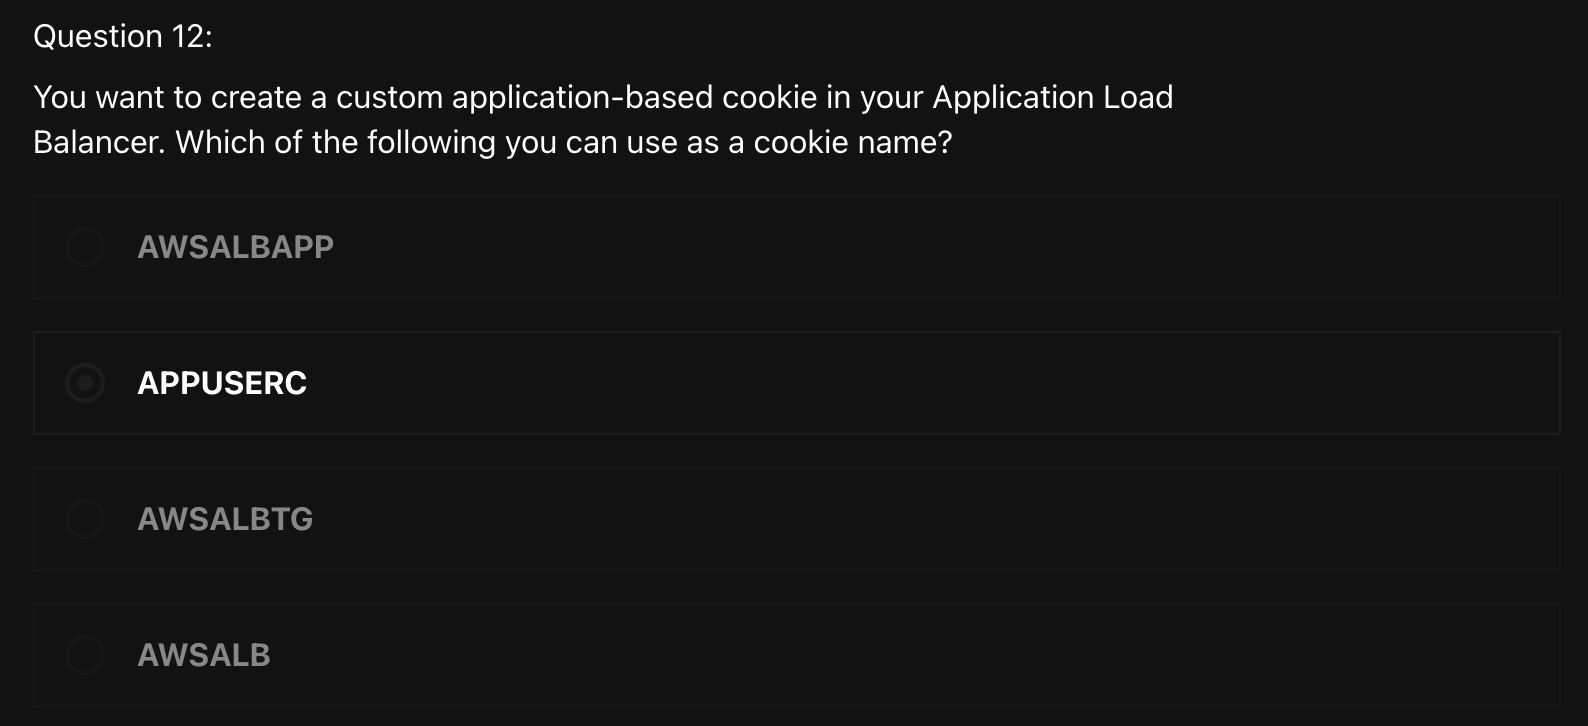 Question 12:
You want to create a custom application-based cookie in your Application Load
Balancer. Which of the following you can use as a cookie name?
AWSALBAPP
APPUSERC
AWSALBTG
AWSALB